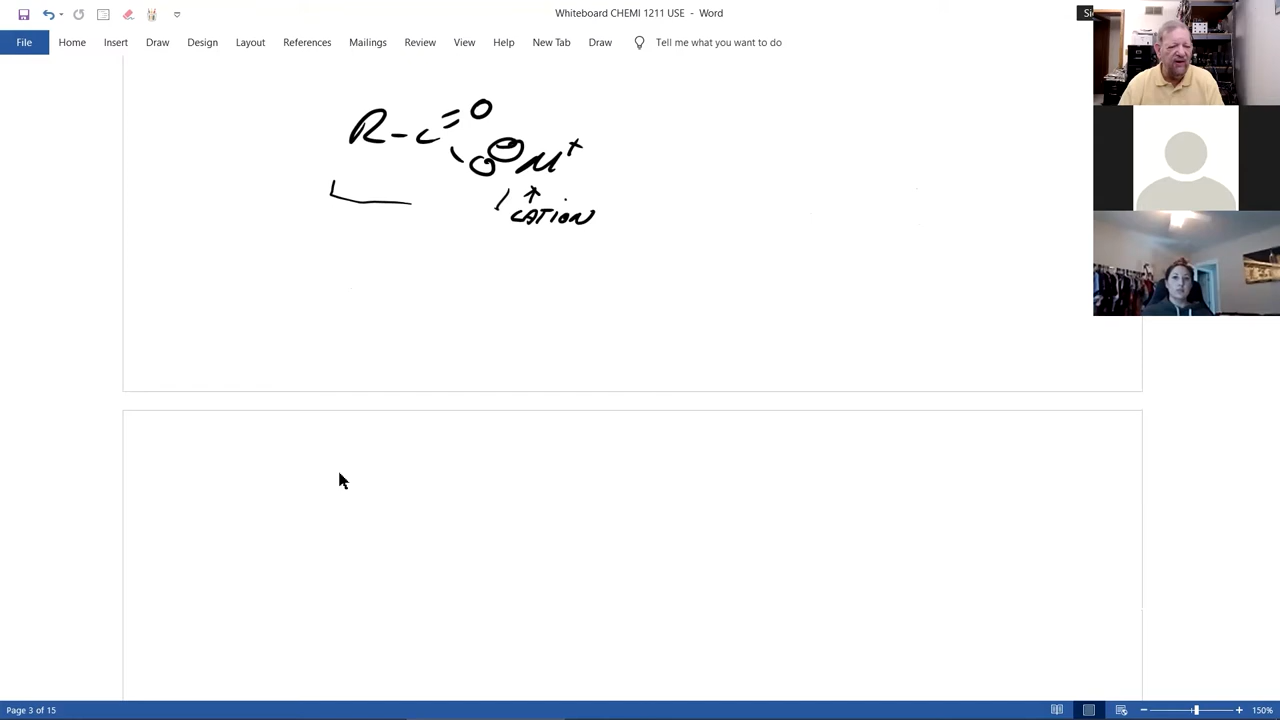 Whiteboard CHEMI 1211 USE - Word
File Home Insert Draw Design Layout References Mailings Review View Help New Tab Draw Tell me what you want to do
R-C=O
O⊖M+
CATION
Page 3 of 15
150%